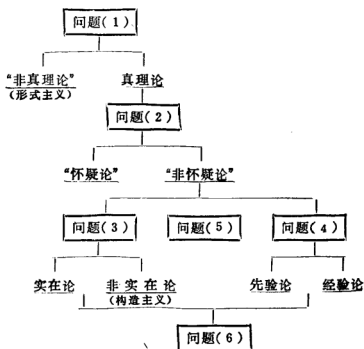 问题(1)
“非真理论” 真理论
(形式主义)
问题(2)
“怀疑论” “非怀疑论”
问题(3) 问题(5) 问题(4)
实在论 非实在论 先验论 经验论
(构造主义)
问题(6)